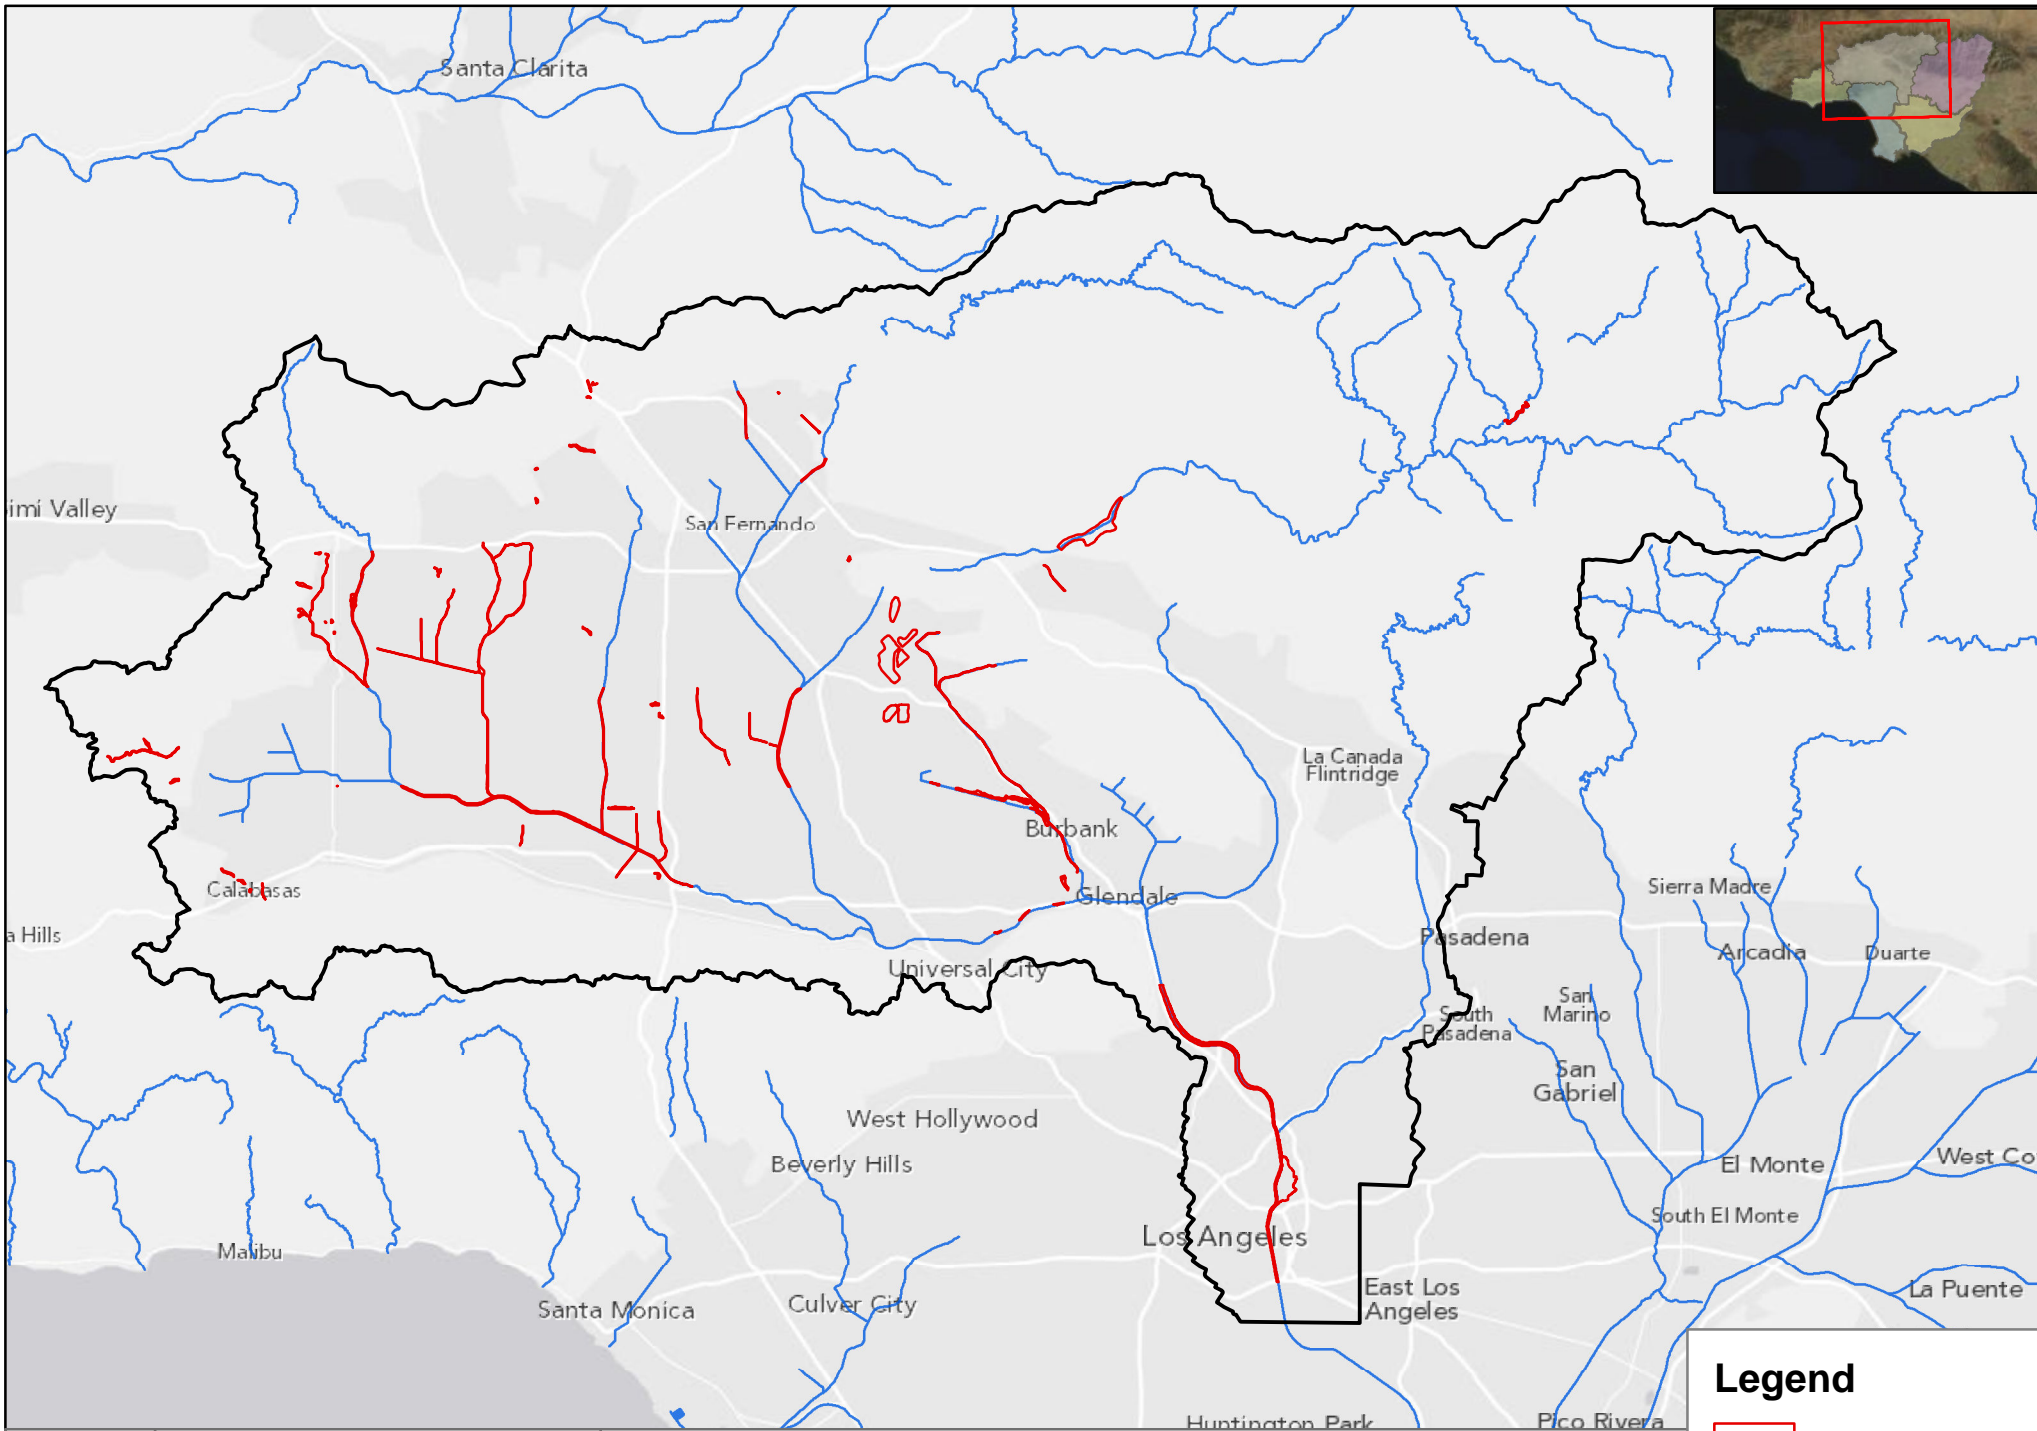 Santa Clarita
imi Valley
San Fernando
La Canada
Flintridge
Burbank
Sierra Madre
Calabasas
Glendale
a Hills
Pasadena
Arcadia
Duarte
Universal City
San
Marino
South
Pasadena
San
Gabriel
West Hollywood
Beverly Hills
El Monte
West Co
South El Monte
Los Angeles
Malibu
East Los
Angeles
La Puente
Santa Monica
Culver City
Legend
Huntington Park
Pico Rivera